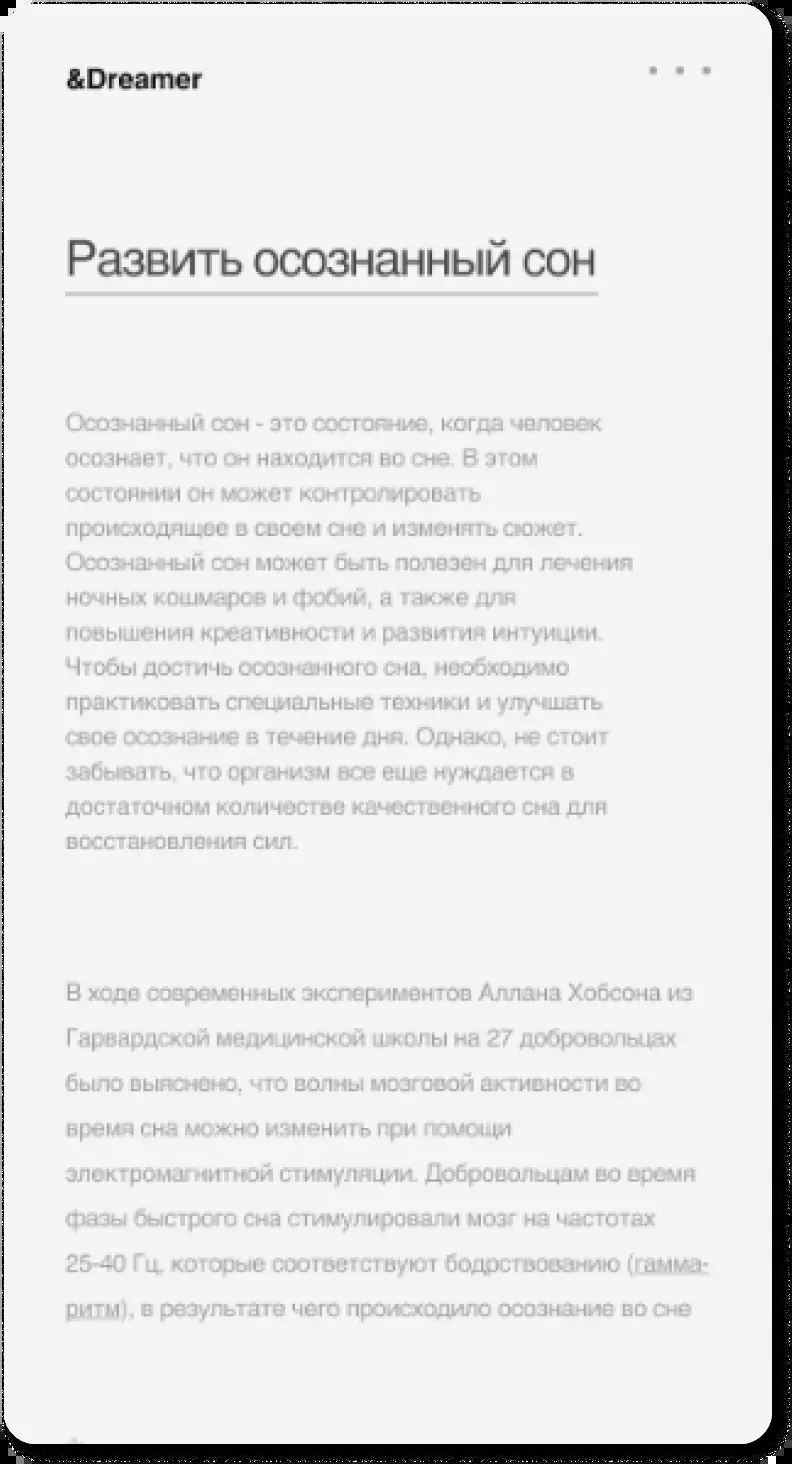 &Dreamer
Развить осознанный сон
Осознанный сон - это состояние, когда человек
осознает, что он находится во сне. В этом
состоянии он может контролировать
происходящее в своем сне и изменять сюжет.
Осознанный сон может быть полезен для лечения
ночных кошмаров и фобий, а также для
повышения креативности и развития интуиции.
Чтобы достичь осознанного сна, необходимо
практиковать специальные техники и улучшать
свое осознание в течение дня. Однако, не стоит
забывать, что организм все еще нуждается в
достаточном количестве качественного сна для
восстановления сил.
В ходе современных экспериментов Аллана Хобсона из
Гарвардской медицинской школы на 27 добровольцах
было выяснено, что волны мозговой активности во
время сна можно изменить при помощи
электромагнитной стимуляции. Добровольцам во время
фазы быстрого сна стимулировали мозг на частотах
25-40 Гц, которые соответствуют бодрствованию (гамма-
ритм), в результате чего происходило осознание во сне